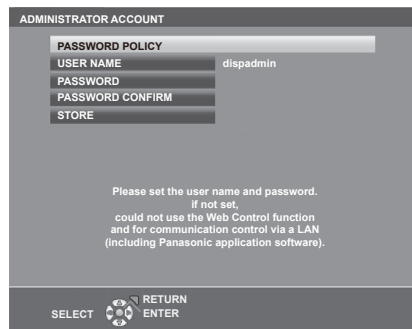 ADMINISTRATOR ACCOUNT
PASSWORD POLICY
USER NAME dispadmin
PASSWORD
PASSWORD CONFIRM
STORE
Please set the user name and password.
if not set,
could not use the Web Control function
and for communication control via a LAN
(including Panasonic application software).
RETURN
SELECT ENTER